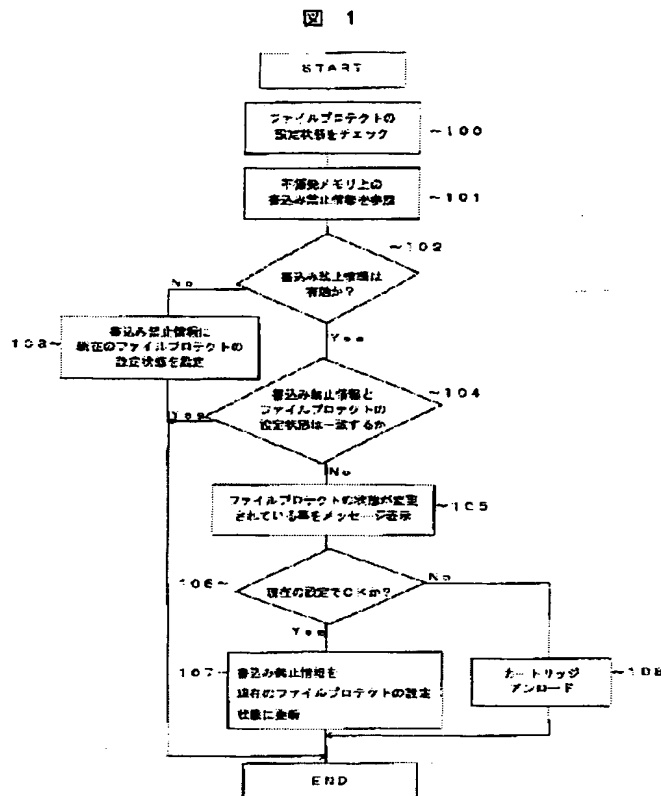 図 1
START
ファイルプロテクトの
設定状態をチェック
~100
不揮発メモリ上の
書込み禁止情報を参照
~101
~102
書込み禁止情報は
有効か?
No
Yes
103~
書込み禁止情報に
現在のファイルプロテクトの
設定状態を設定
~104
書込み禁止情報と
ファイルプロテクトの
設定状態は一致するか
Yes
No
ファイルプロテクトの状態が変更
されている事をメッセージ表示
~105
106~
現在の設定でOKか?
No
Yes
107~
書込み禁止情報を
現在のファイルプロテクトの設定
状態に更新
カートリッジ
アンロード
~108
END